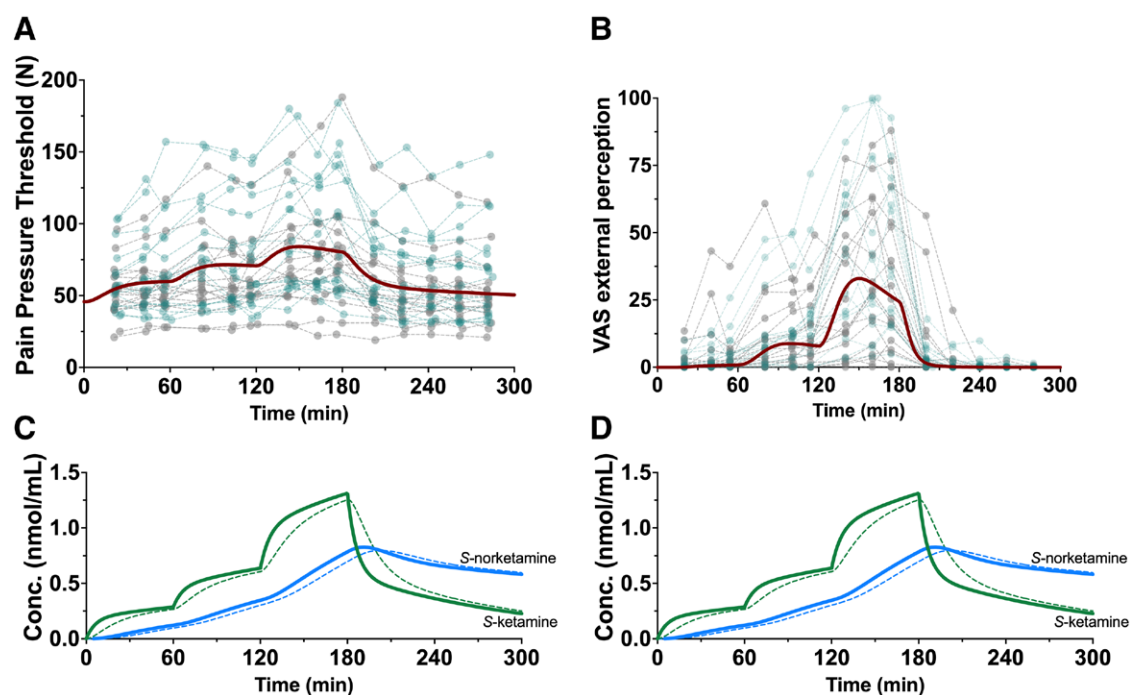 A
Pain Pressure Threshold (N)
200
150
100
50
0
0 60 120 180 240 300
Time (min)
B
VAS external perception
100
75
50
25
0
0 60 120 180 240 300
Time (min)
C
Conc. (nmol/mL)
1.5
1.0
0.5
0.0
0 60 120 180 240 300
Time (min)
S-norketamine
S-ketamine
D
Conc. (nmol/mL)
1.5
1.0
0.5
0.0
0 60 120 180 240 300
Time (min)
S-norketamine
S-ketamine